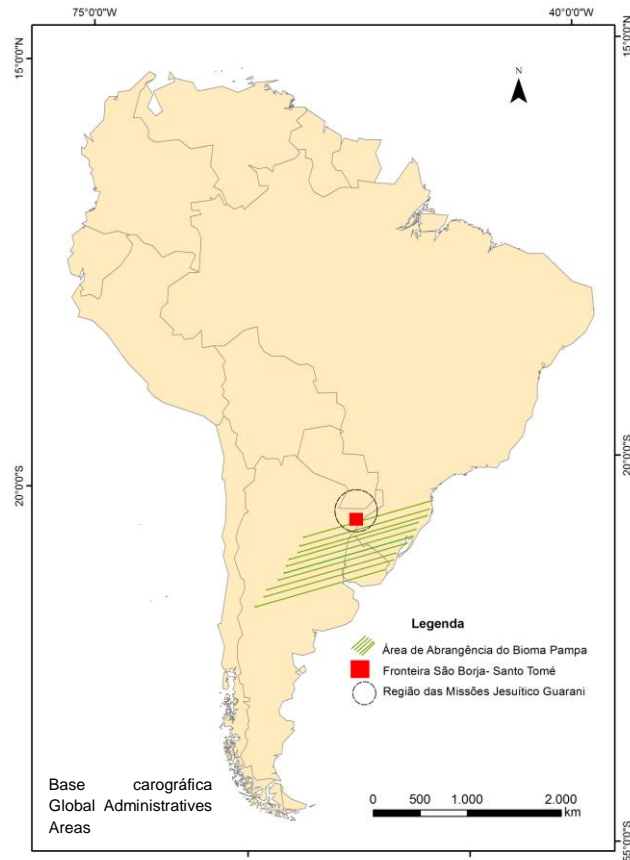 75°0'0"W
40°0'0"W
15°0'0"N
15°0'0"N
N
20°0'0"S
20°0'0"S
Legenda
Área de Abrangência do Bioma Pampa
Fronteira São Borja- Santo Tomé
Região das Missões Jesuítico Guarani
Base carográfica
Global Administratives
Areas
0 500 1.000 2.000
km
55°0'0"S